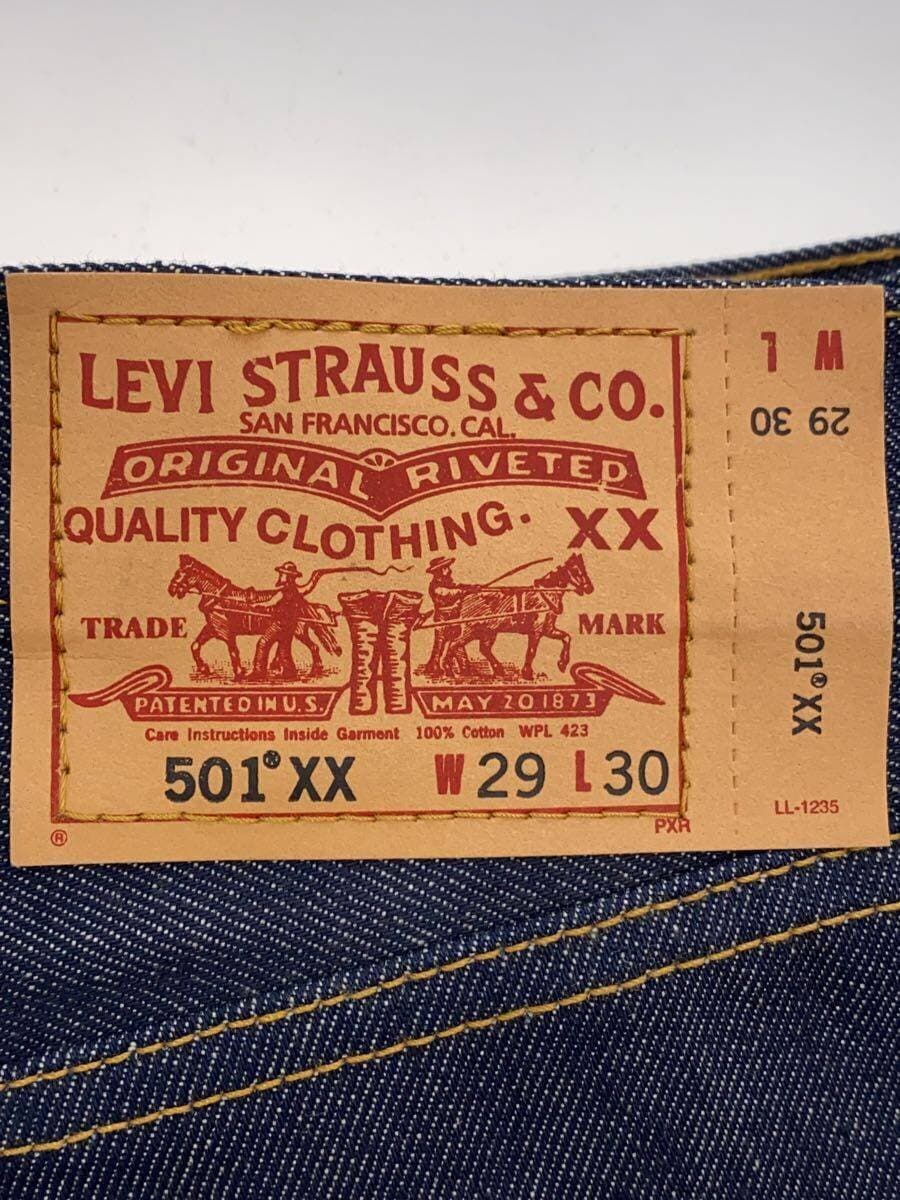 LEVI STRAUSS & CO.
SAN FRANCISCO. CAL.
ORIGINAL RIVETED
QUALITY CLOTHING. XX
TRADE MARK
PATENTED IN U.S. MAY 20 1873
Care Instructions Inside Garment 100% Cotton WPL 423
501® XX W 29 L 30
®
PXR
W L
29 30
501® XX
LL-1235